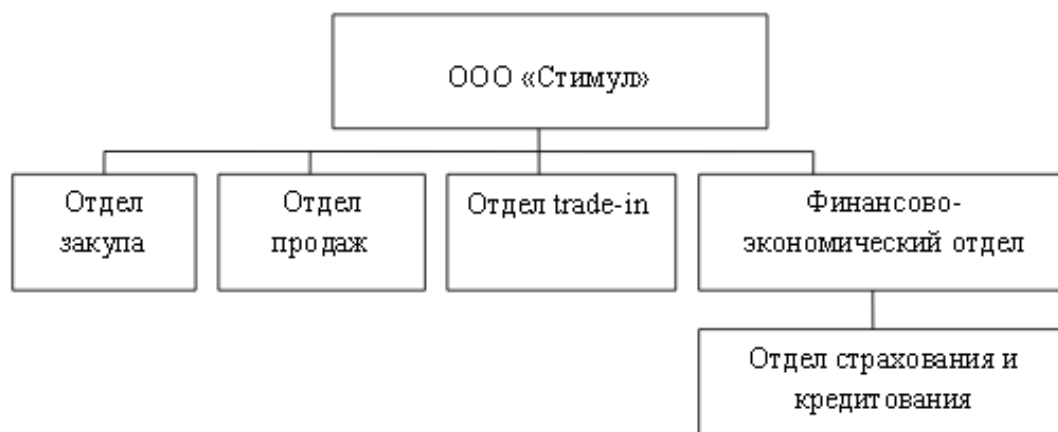 ООО «Стимул»
Отдел
закупа
Отдел
продаж
Отдел trade-in
Финансово-
экономический отдел
Отдел страхования и
кредитования